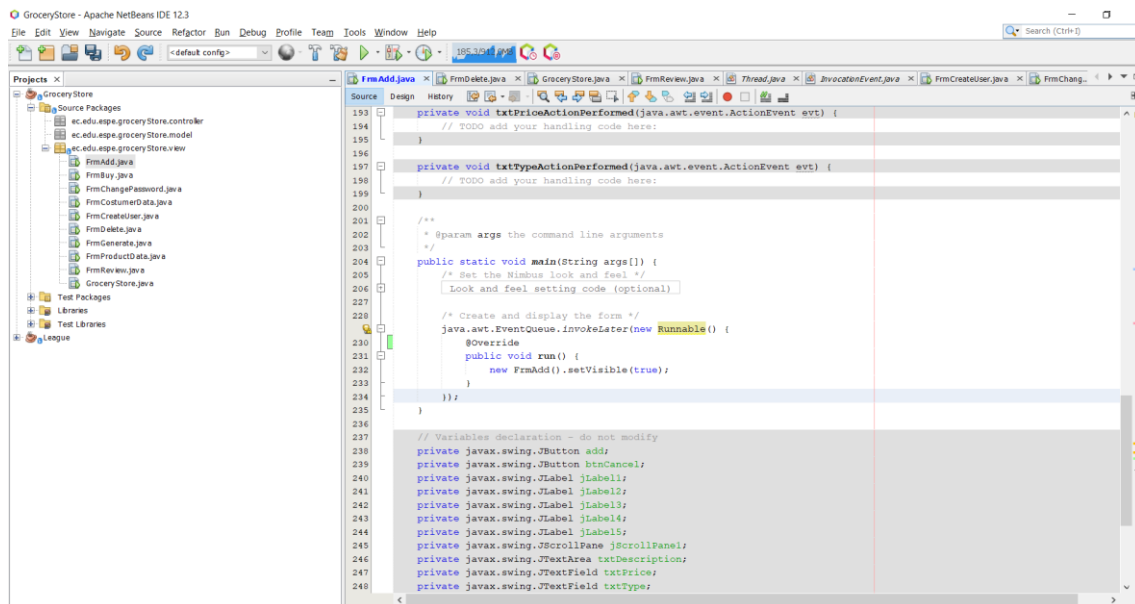 GroceryStore - Apache NetBeans IDE 12.3
File Edit View Navigate Source Refactor Run Debug Profile Team Tools Window Help
Search (Ctrl+I)
<default config>
Projects
FrmAdd.java
FrmDelete.java
GroceryStore.java
FrmReview.java
Thread.java
InvocationEvent.java
FrmCreateUser.java
FrmChang..
Source Design History
GroceryStore
Source Packages
ec.edu.espe.groceryStore.controller
ec.edu.espe.groceryStore.model
ec.edu.espe.groceryStore.view
FrmAdd.java
FrmBuy.java
FrmChangePassword.java
FrmCostumerData.java
FrmCreateUser.java
FrmDelete.java
FrmGenerate.java
FrmProductData.java
FrmReview.java
GroceryStore.java
Test Packages
Libraries
Test Libraries
League
193 private void txtPriceActionPerformed(java.awt.event.ActionEvent evt) {
194 // TODO add your handling code here:
195 }
196
197 private void txtTypeActionPerformed(java.awt.event.ActionEvent evt) {
198 // TODO add your handling code here:
199 }
200
201 /**
202 * @param args the command line arguments
203 */
204 public static void main(String args[]) {
205 /* Set the Nimbus look and feel */
206 Look and feel setting code (optional)
227
228 /* Create and display the form */
java.awt.EventQueue.invokeLater(new Runnable() {
230 @Override
231 public void run() {
232 new FrmAdd().setVisible(true);
233 }
234 });
235 }
236
237 // Variables declaration - do not modify
238 private javax.swing.JButton add;
239 private javax.swing.JButton btnCancel;
240 private javax.swing.JLabel jLabel1;
241 private javax.swing.JLabel jLabel2;
242 private javax.swing.JLabel jLabel3;
243 private javax.swing.JLabel jLabel4;
244 private javax.swing.JLabel jLabel5;
245 private javax.swing.JScrollPane jScrollPane1;
246 private javax.swing.JTextArea txtDescription;
247 private javax.swing.JTextField txtPrice;
248 private javax.swing.JTextField txtType;